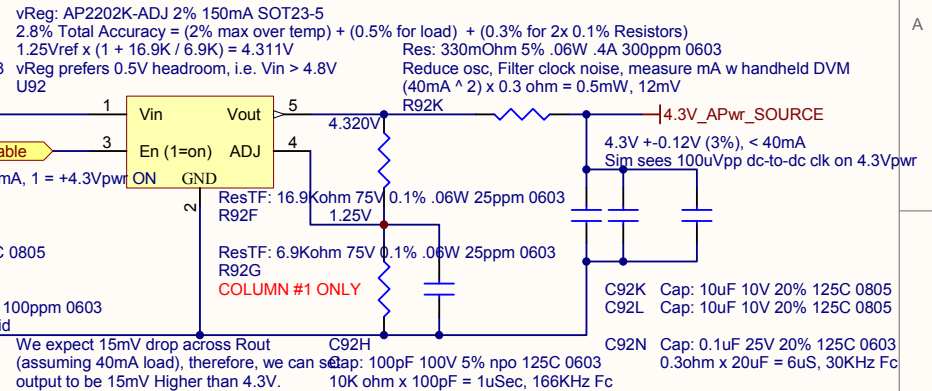 vReg: AP2202K-ADJ 2% 150mA SOT23-5
2.8% Total Accuracy = (2% max over temp) + (0.5% for load) + (0.3% for 2x 0.1% Resistors)
1.25Vref x (1 + 16.9K / 6.9K) = 4.311V
Res: 330mOhm 5% .06W .4A 300ppm 0603
vReg prefers 0.5V headroom, i.e. Vin > 4.8V
Reduce osc, Filter clock noise, measure mA w handheld DVM
U92
(40mA ^ 2) x 0.3 ohm = 0.5mW, 12mV
R92K
A
1
Vin
Vout
5
4.320V
4.3V_APwr_SOURCE
able
3
En (1=on)
ADJ
4
4.3V +-0.12V (3%), < 40mA
Sim sees 100uVpp dc-to-dc clk on 4.3Vpwr
mA, 1 = +4.3Vpwr ON
GND
2
ResTF: 16.9Kohm 75V 0.1% .06W 25ppm 0603
R92F
1.25V
C 0805
ResTF: 6.9Kohm 75V 0.1% .06W 25ppm 0603
R92G
COLUMN #1 ONLY
C92K Cap: 10uF 10V 20% 125C 0805
C92L Cap: 10uF 10V 20% 125C 0805
100ppm 0603
id
We expect 15mV drop across Rout
(assuming 40mA load), therefore, we can set
output to be 15mV Higher than 4.3V.
C92H
Cap: 100pF 100V 5% npo 125C 0603
10K ohm x 100pF = 1uSec, 166KHz Fc
C92N Cap: 0.1uF 25V 20% 125C 0603
0.3ohm x 20uF = 6uS, 30KHz Fc